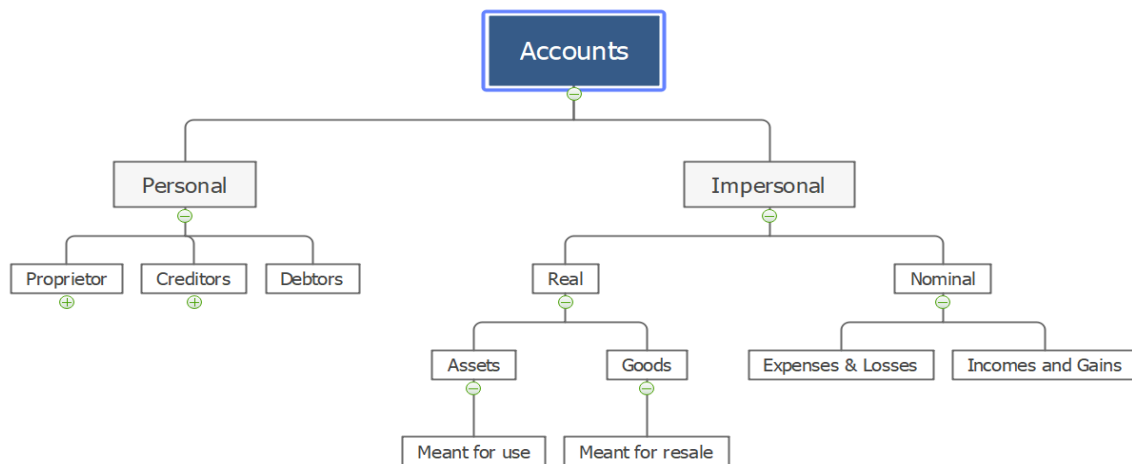 Accounts
Personal
Impersonal
Proprietor
Creditors
Debtors
Real
Nominal
Assets
Goods
Expenses & Losses
Incomes and Gains
Meant for use
Meant for resale